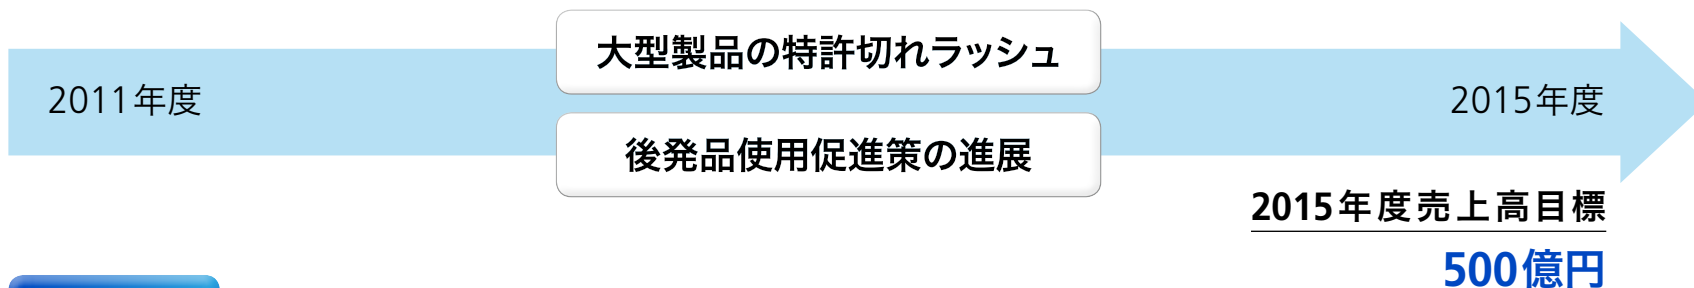 大型製品の特許切れラッシュ
2011年度
2015年度
後発品使用促進策の進展
2015年度売上高目標
500億円